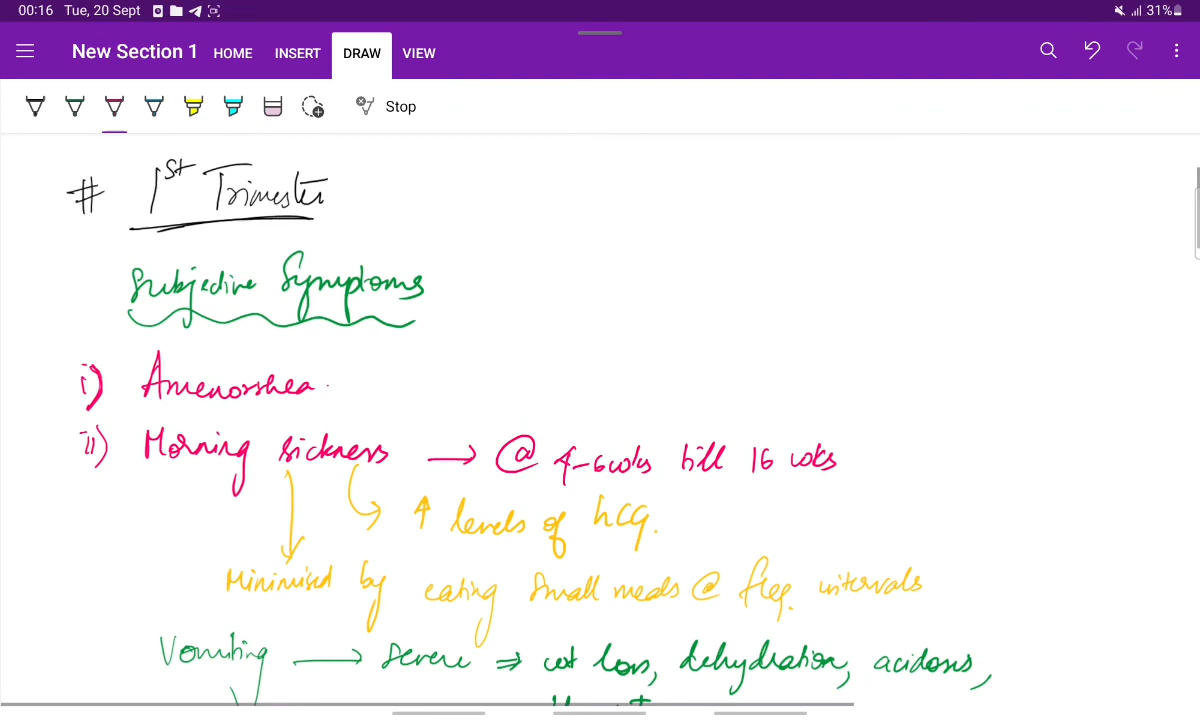 00:16 Tue, 20 Sept 31%
New Section 1 HOME INSERT DRAW VIEW
Stop
# 1st Trimester
Subjective Symptoms
i) Amenorrhea.
ii) Morning sickness → @ 4-6 wks till 16 wks
↑ levels of hCG.
Minimised by eating small meals @ freq. intervals
Vomiting → Severe ⇒ wt loss, dehydration, acidosis,